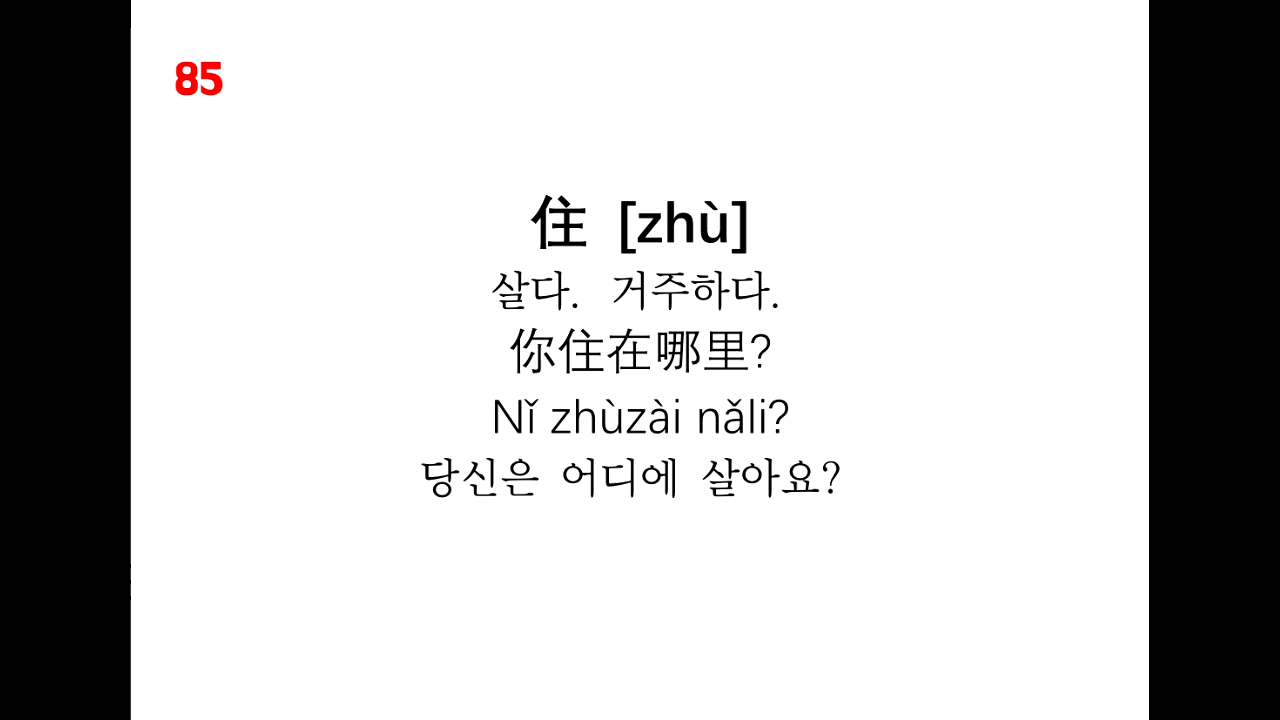 85
住 [zhù]
살다. 거주하다.
你住在哪里?
Nǐ zhùzài nǎli?
당신은 어디에 살아요?